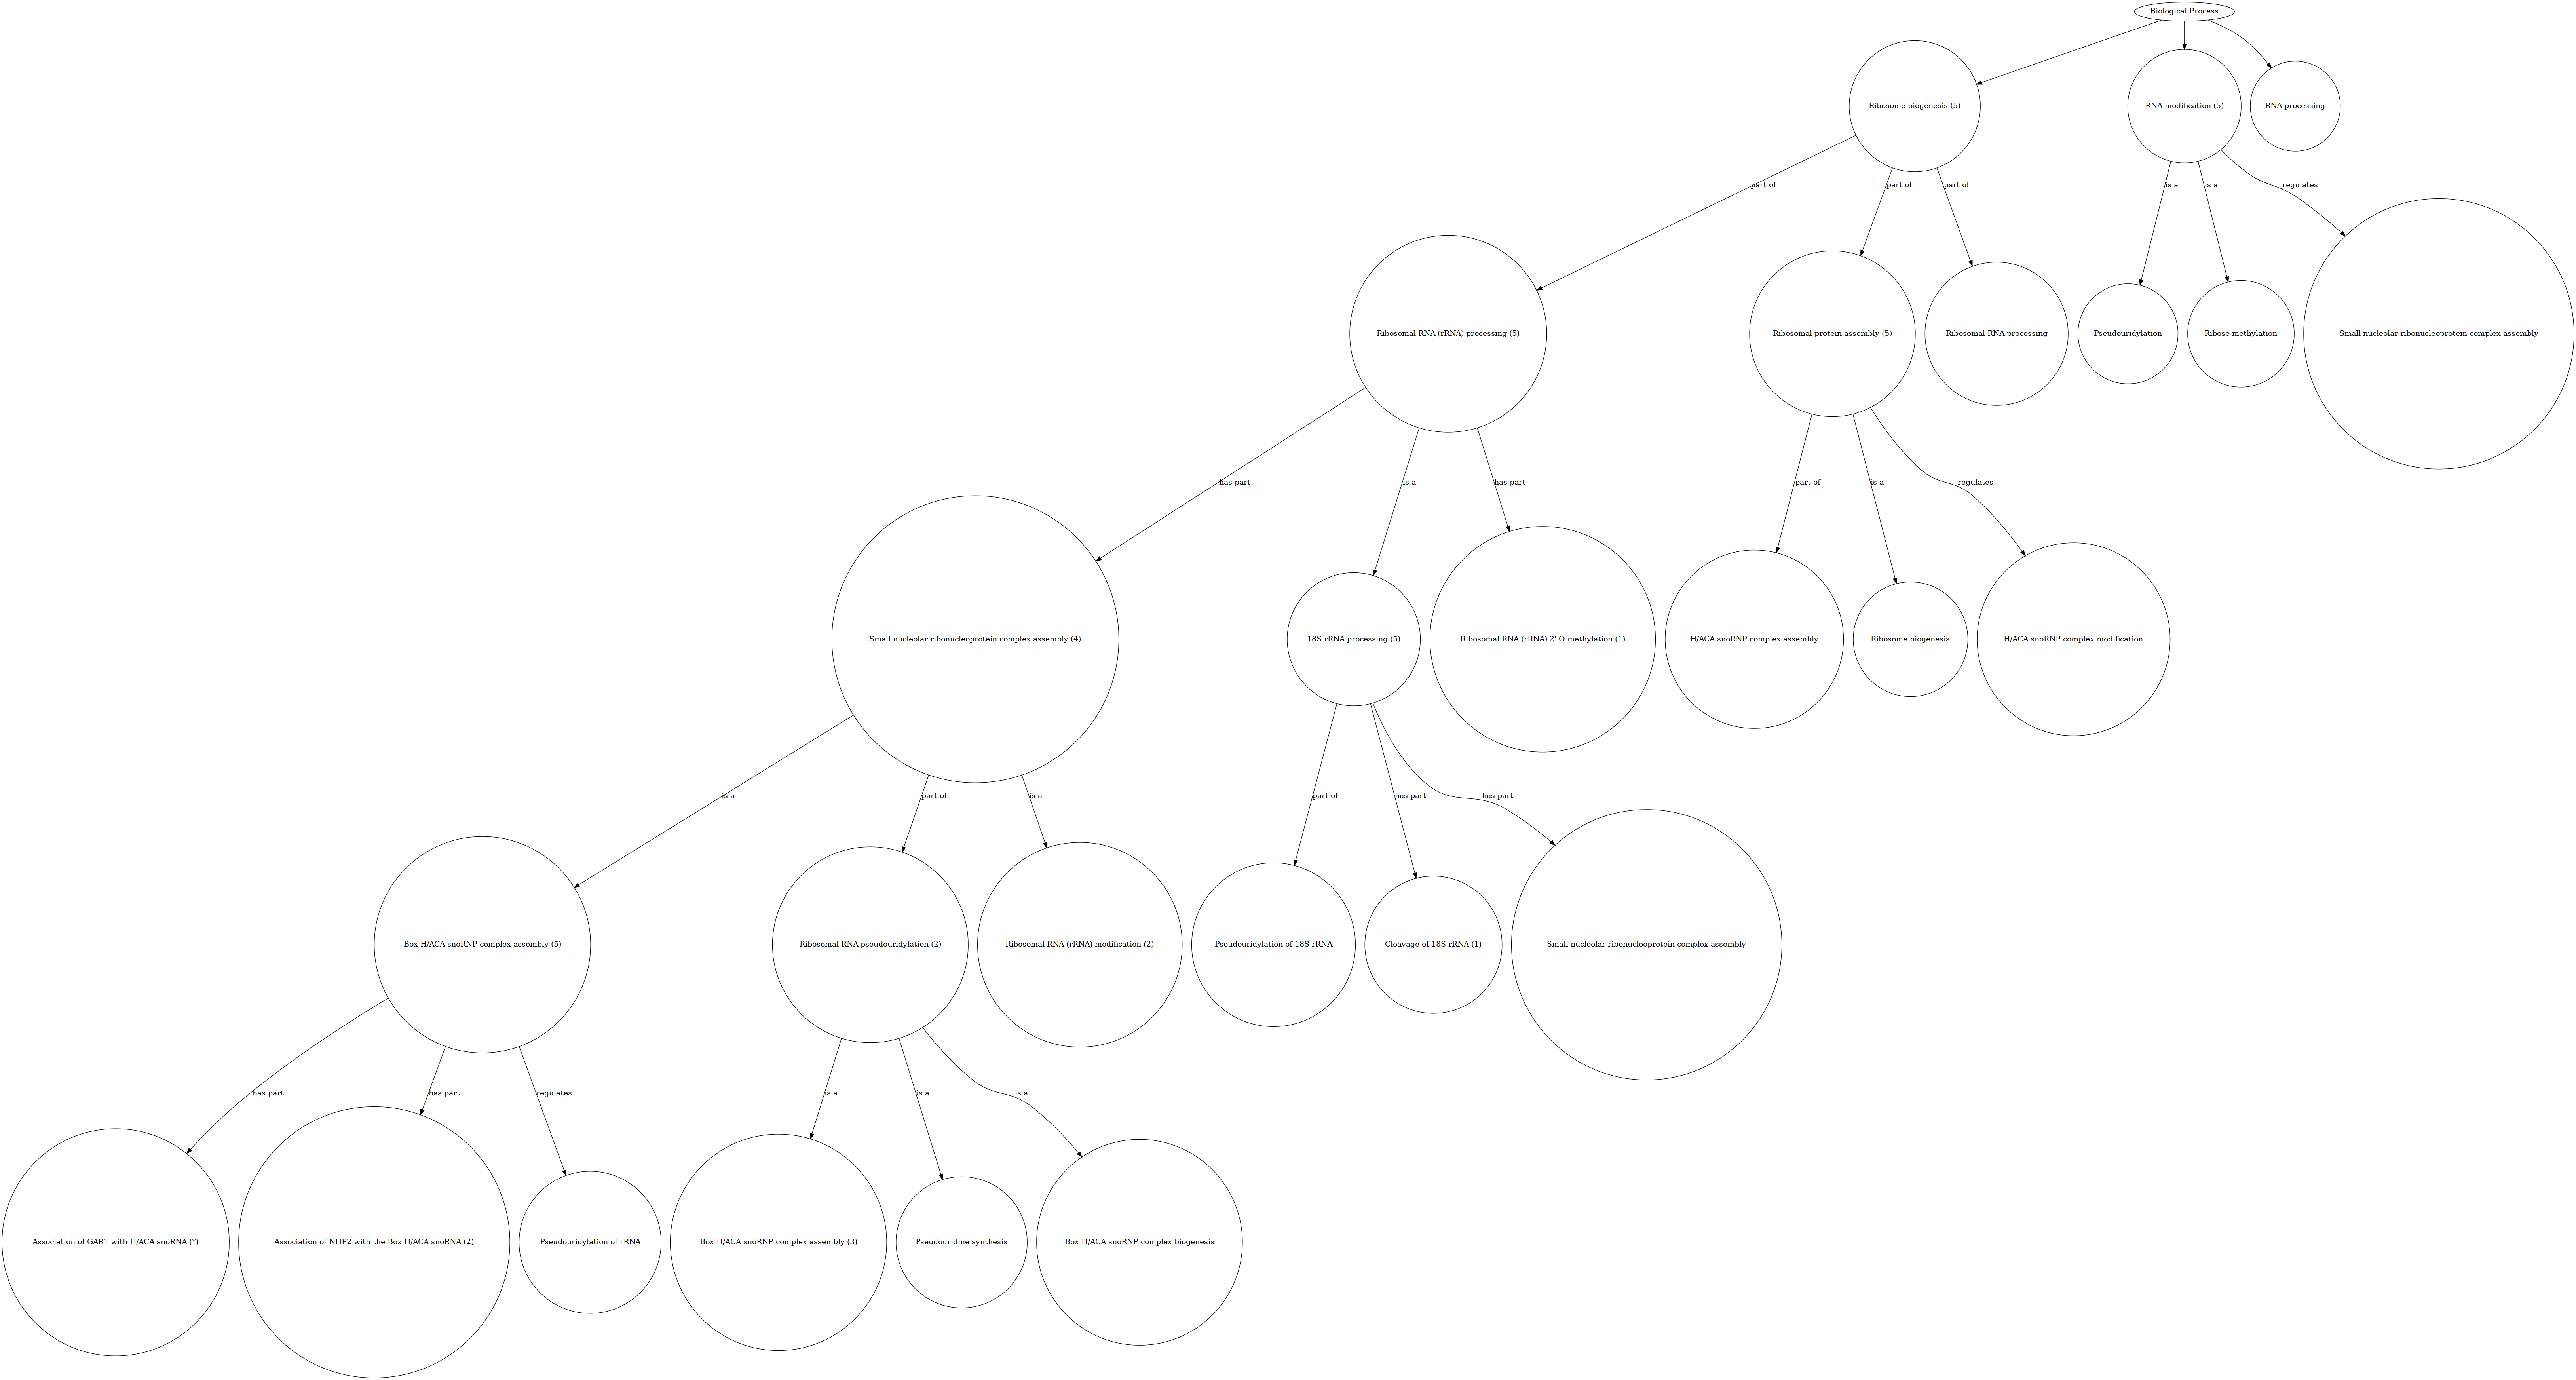 Biological Process
Ribosome biogenesis (5)
RNA modification (5)
RNA processing
part of
part of
part of
is a
is a
regulates
Ribosomal RNA (rRNA) processing (5)
Ribosomal protein assembly (5)
Ribosomal RNA processing
Pseudouridylation
Ribose methylation
Small nucleolar ribonucleoprotein complex assembly
has part
is a
has part
part of
is a
regulates
Small nucleolar ribonucleoprotein complex assembly (4)
18S rRNA processing (5)
Ribosomal RNA (rRNA) 2'-O-methylation (1)
H/ACA snoRNP complex assembly
Ribosome biogenesis
H/ACA snoRNP complex modification
is a
part of
is a
part of
has part
has part
Box H/ACA snoRNP complex assembly (5)
Ribosomal RNA pseudouridylation (2)
Ribosomal RNA (rRNA) modification (2)
Pseudouridylation of 18S rRNA
Cleavage of 18S rRNA (1)
Small nucleolar ribonucleoprotein complex assembly
has part
has part
regulates
is a
is a
is a
Association of GAR1 with H/ACA snoRNA (*)
Association of NHP2 with the Box H/ACA snoRNA (2)
Pseudouridylation of rRNA
Box H/ACA snoRNP complex assembly (3)
Pseudouridine synthesis
Box H/ACA snoRNP complex biogenesis